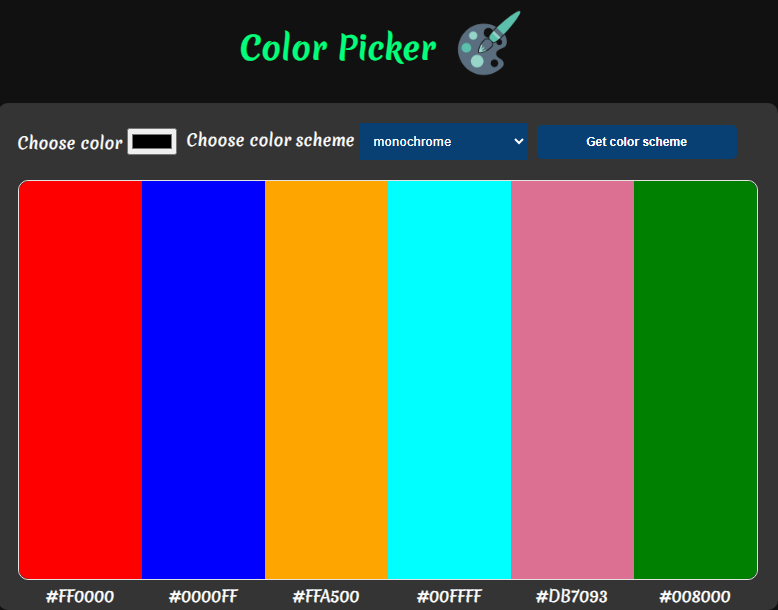 Color Picker
Choose color Choose color scheme monochrome Get color scheme
#FF0000 #0000FF #FFA500 #00FFFF #DB7093 #008000